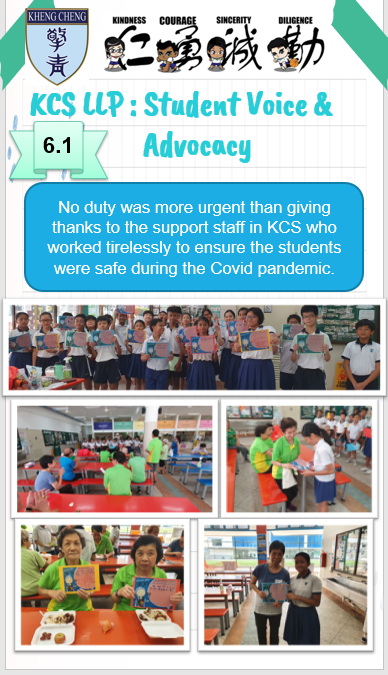 KHENG CHENG
擎青
KINDNESS COURAGE SINCERITY DILIGENCE
仁勇诚勤
KCS LLP : Student Voice &
Advocacy
6.1
No duty was more urgent than giving
thanks to the support staff in KCS who
worked tirelessly to ensure the students
were safe during the Covid pandemic.